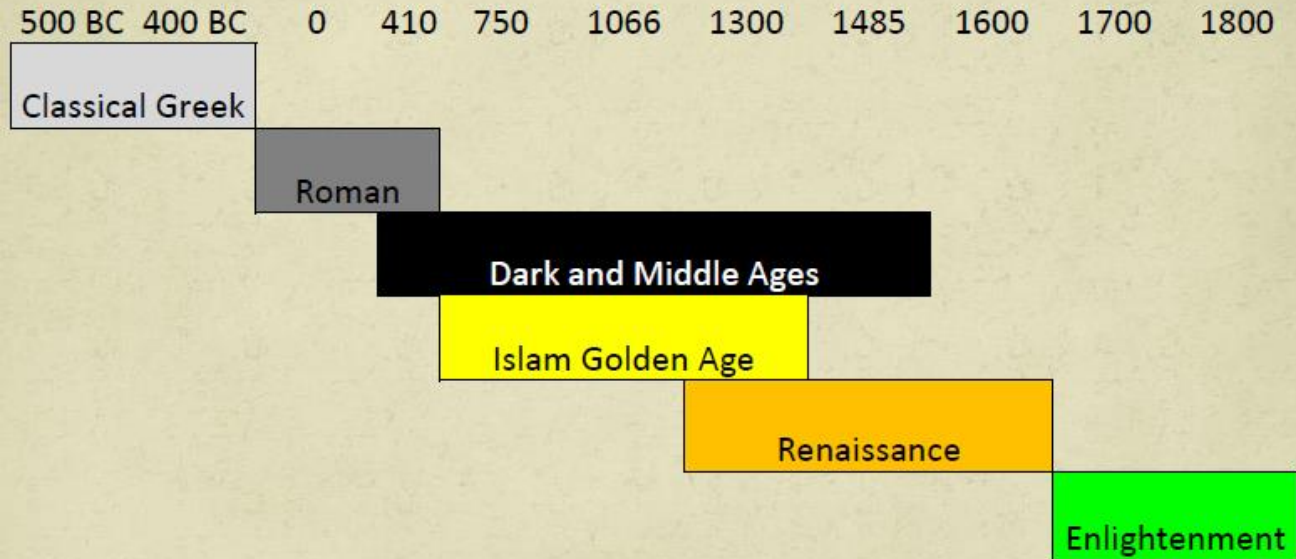 500 BC 400 BC 0 410 750 1066 1300 1485 1600 1700 1800
Classical Greek
Roman
Dark and Middle Ages
Islam Golden Age
Renaissance
Enlightenment